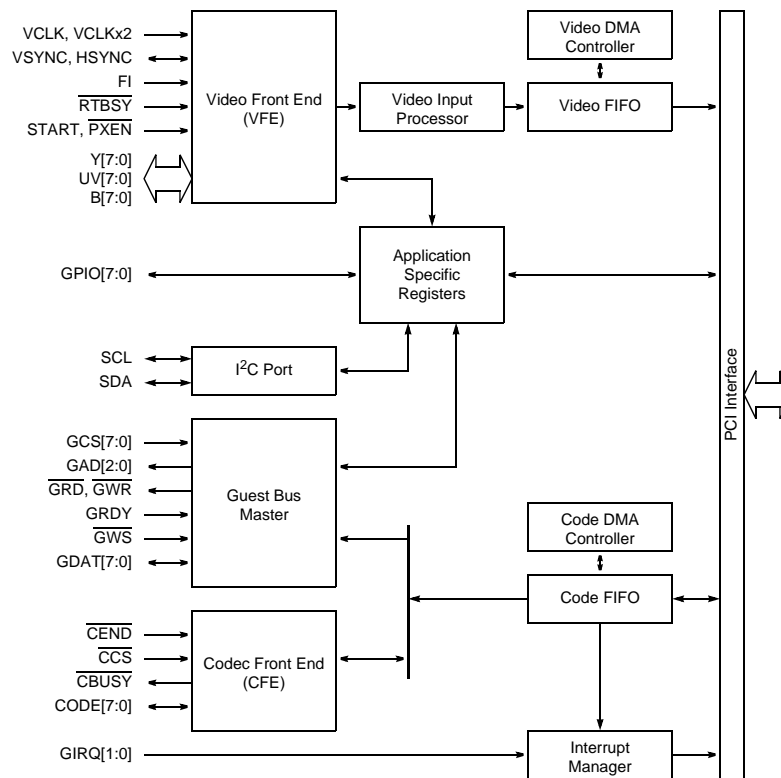 VCLK, VCLKx2
VSYNC, HSYNC
FI
RTBSY
START, PXEN
Y[7:0]
UV[7:0]
B[7:0]
Video Front End
(VFE)
Video Input
Processor
Video DMA
Controller
Video FIFO
GPIO[7:0]
Application
Specific
Registers
SCL
SDA
I²C Port
PCI Interface
GCS[7:0]
GAD[2:0]
GRD, GWR
GRDY
GWS
GDAT[7:0]
Guest Bus
Master
Code DMA
Controller
Code FIFO
CEND
CCS
CBUSY
CODE[7:0]
Codec Front End
(CFE)
GIRQ[1:0]
Interrupt
Manager